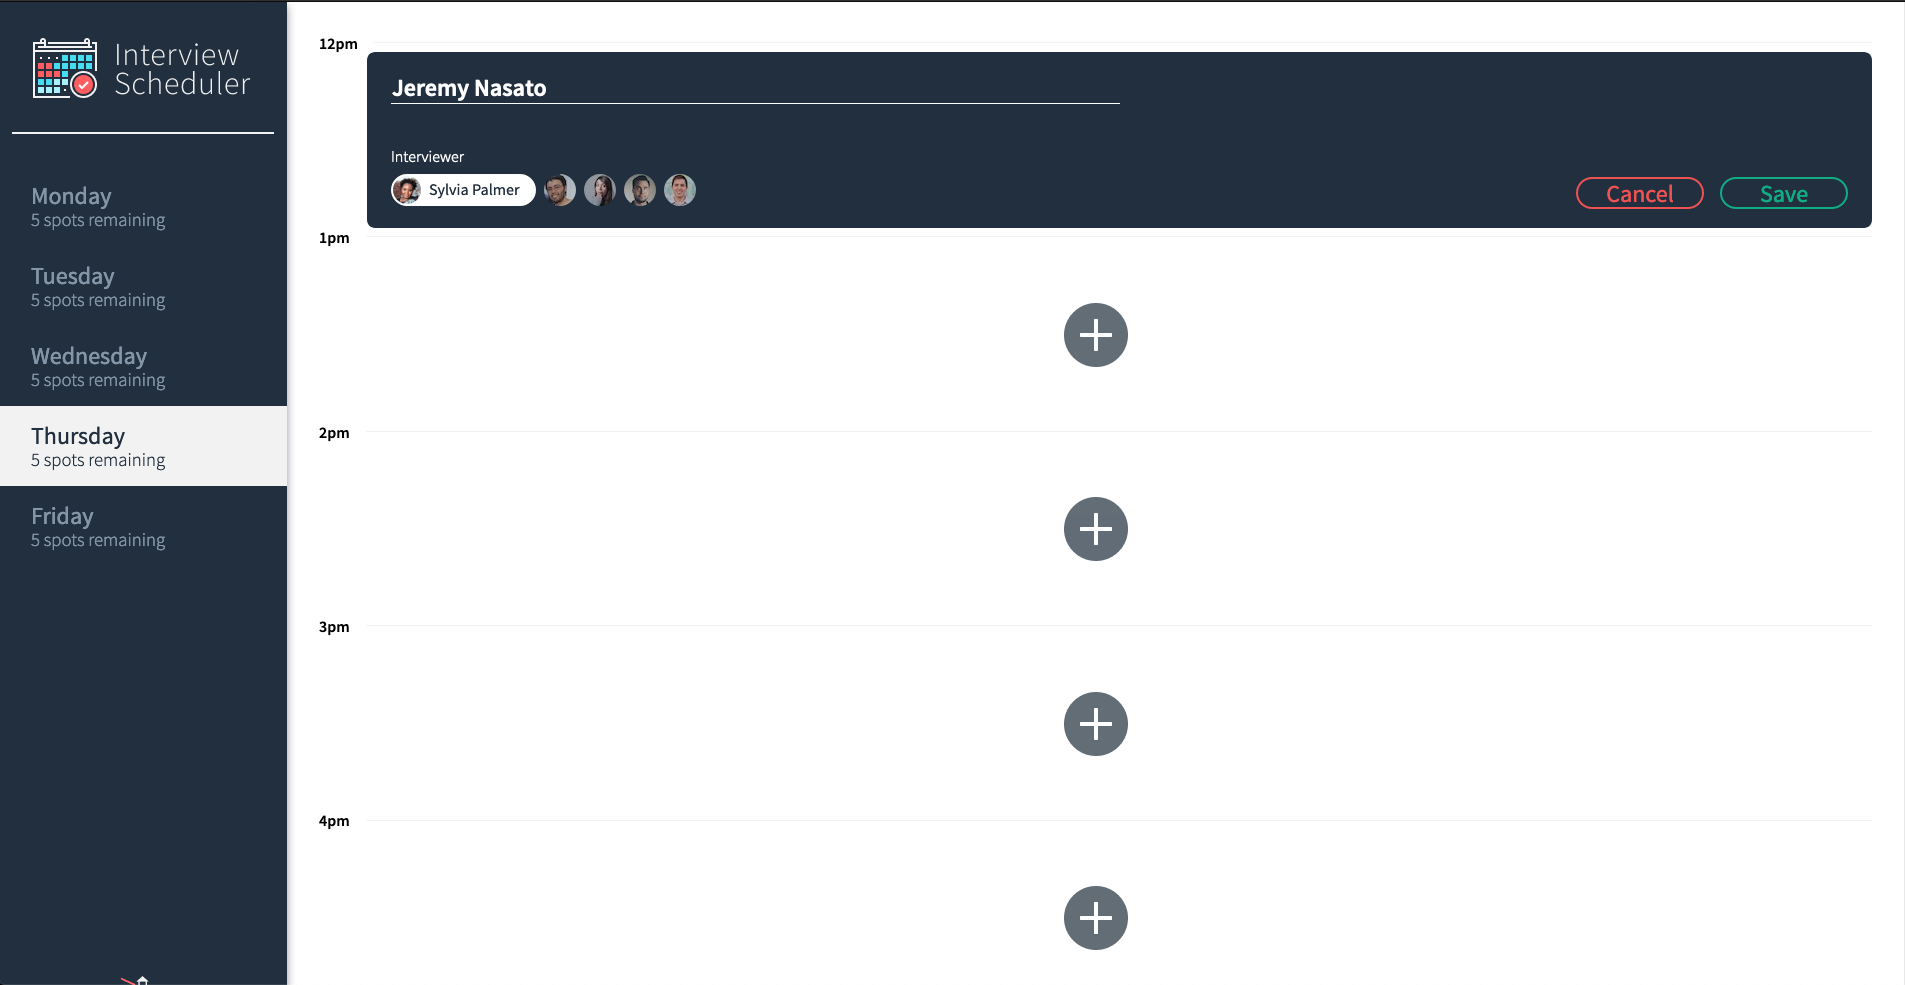 Interview
Scheduler
Monday
5 spots remaining
Tuesday
5 spots remaining
Wednesday
5 spots remaining
Thursday
5 spots remaining
Friday
5 spots remaining
12pm
Jeremy Nasato
Interviewer
Sylvia Palmer
Cancel
Save
1pm
2pm
3pm
4pm